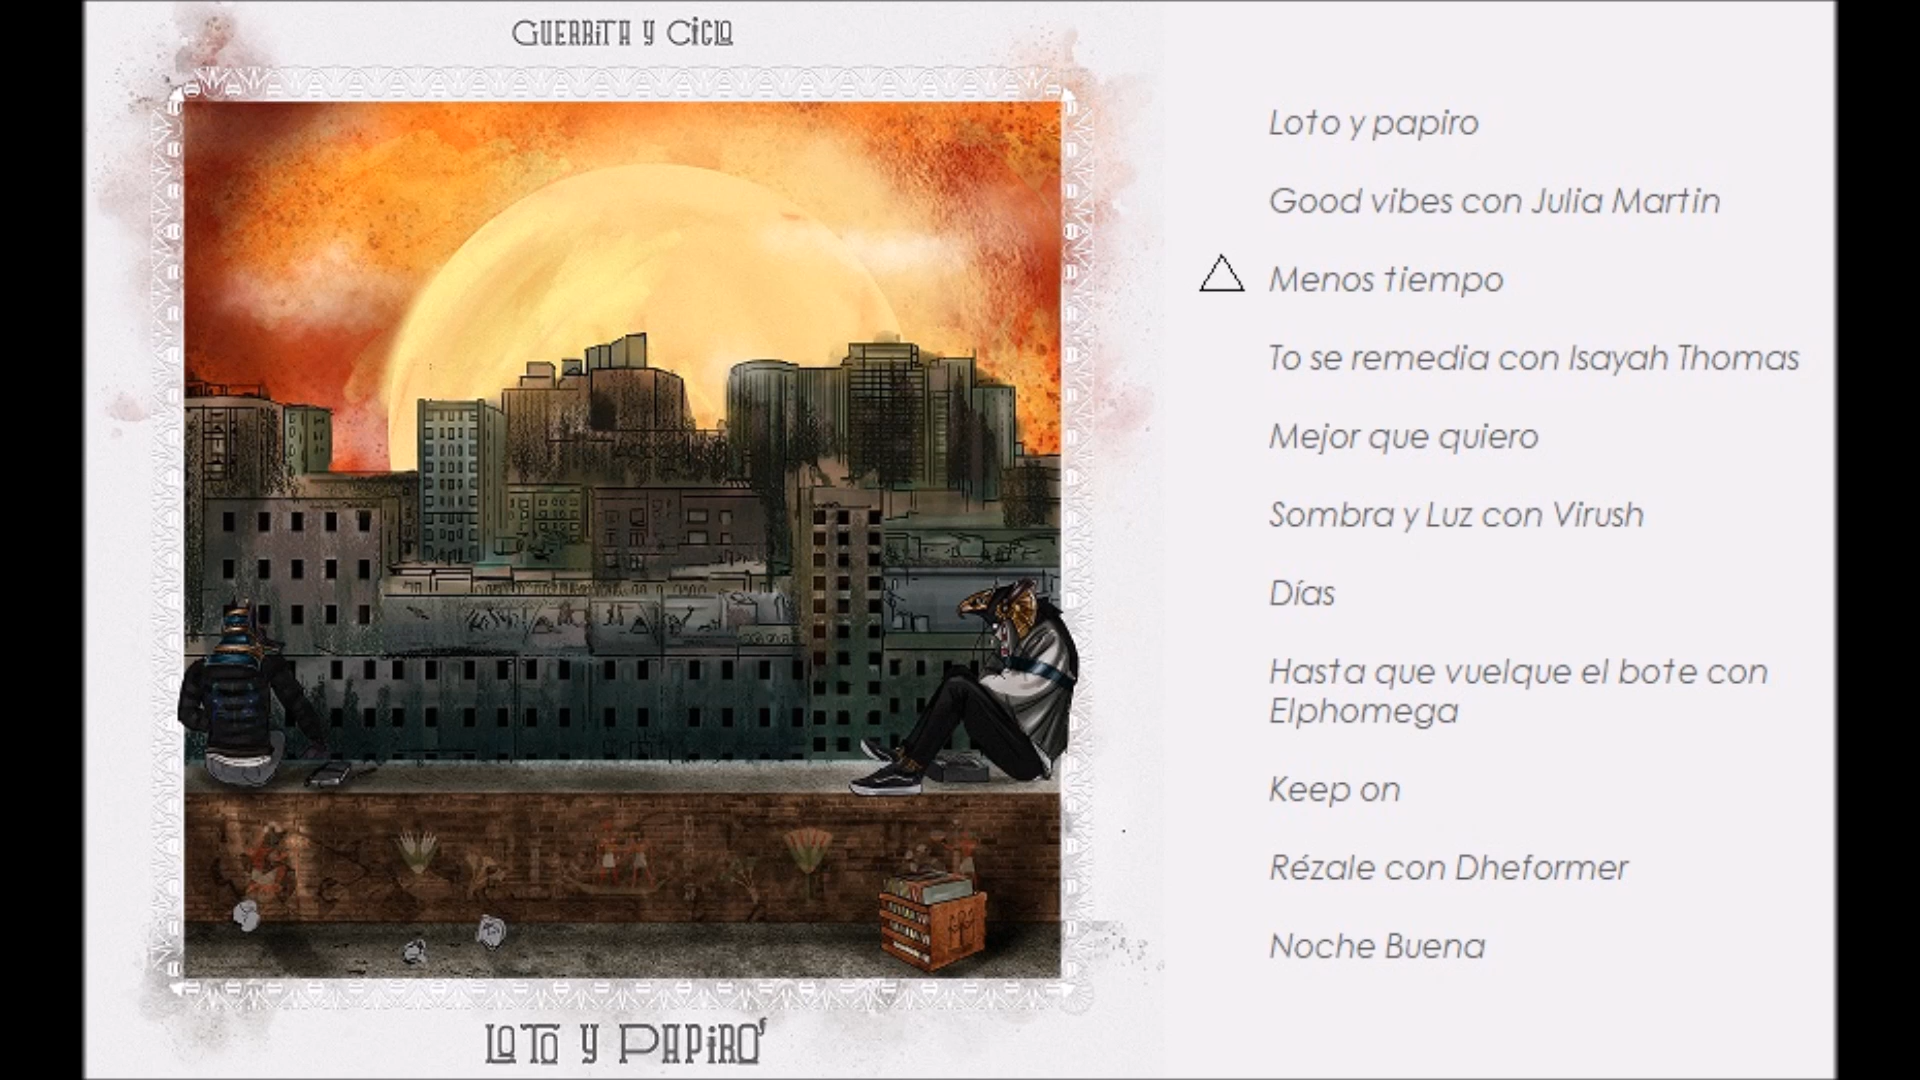 Guerrita y Ciclo
Loto y papiro
Good vibes con Julia Martin
Menos tiempo
To se remedia con Isayah Thomas
Mejor que quiero
Sombra y Luz con Virush
Días
Hasta que vuelque el bote con
Elphomega
Keep on
Rézale con Dheformer
Noche Buena
Loto y Papiro